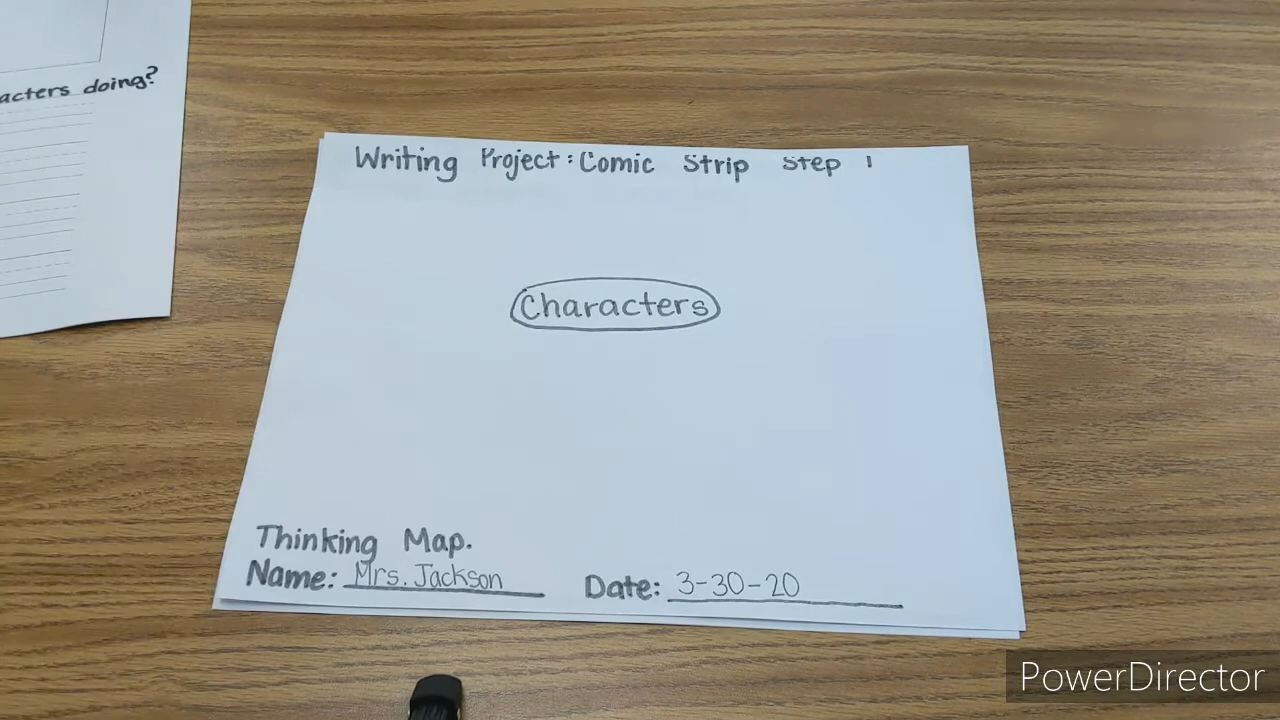 acters doing?
Writing Project: Comic Strip Step 1
Characters
Thinking Map.
Name: Mrs. Jackson Date: 3-30-20
PowerDirector